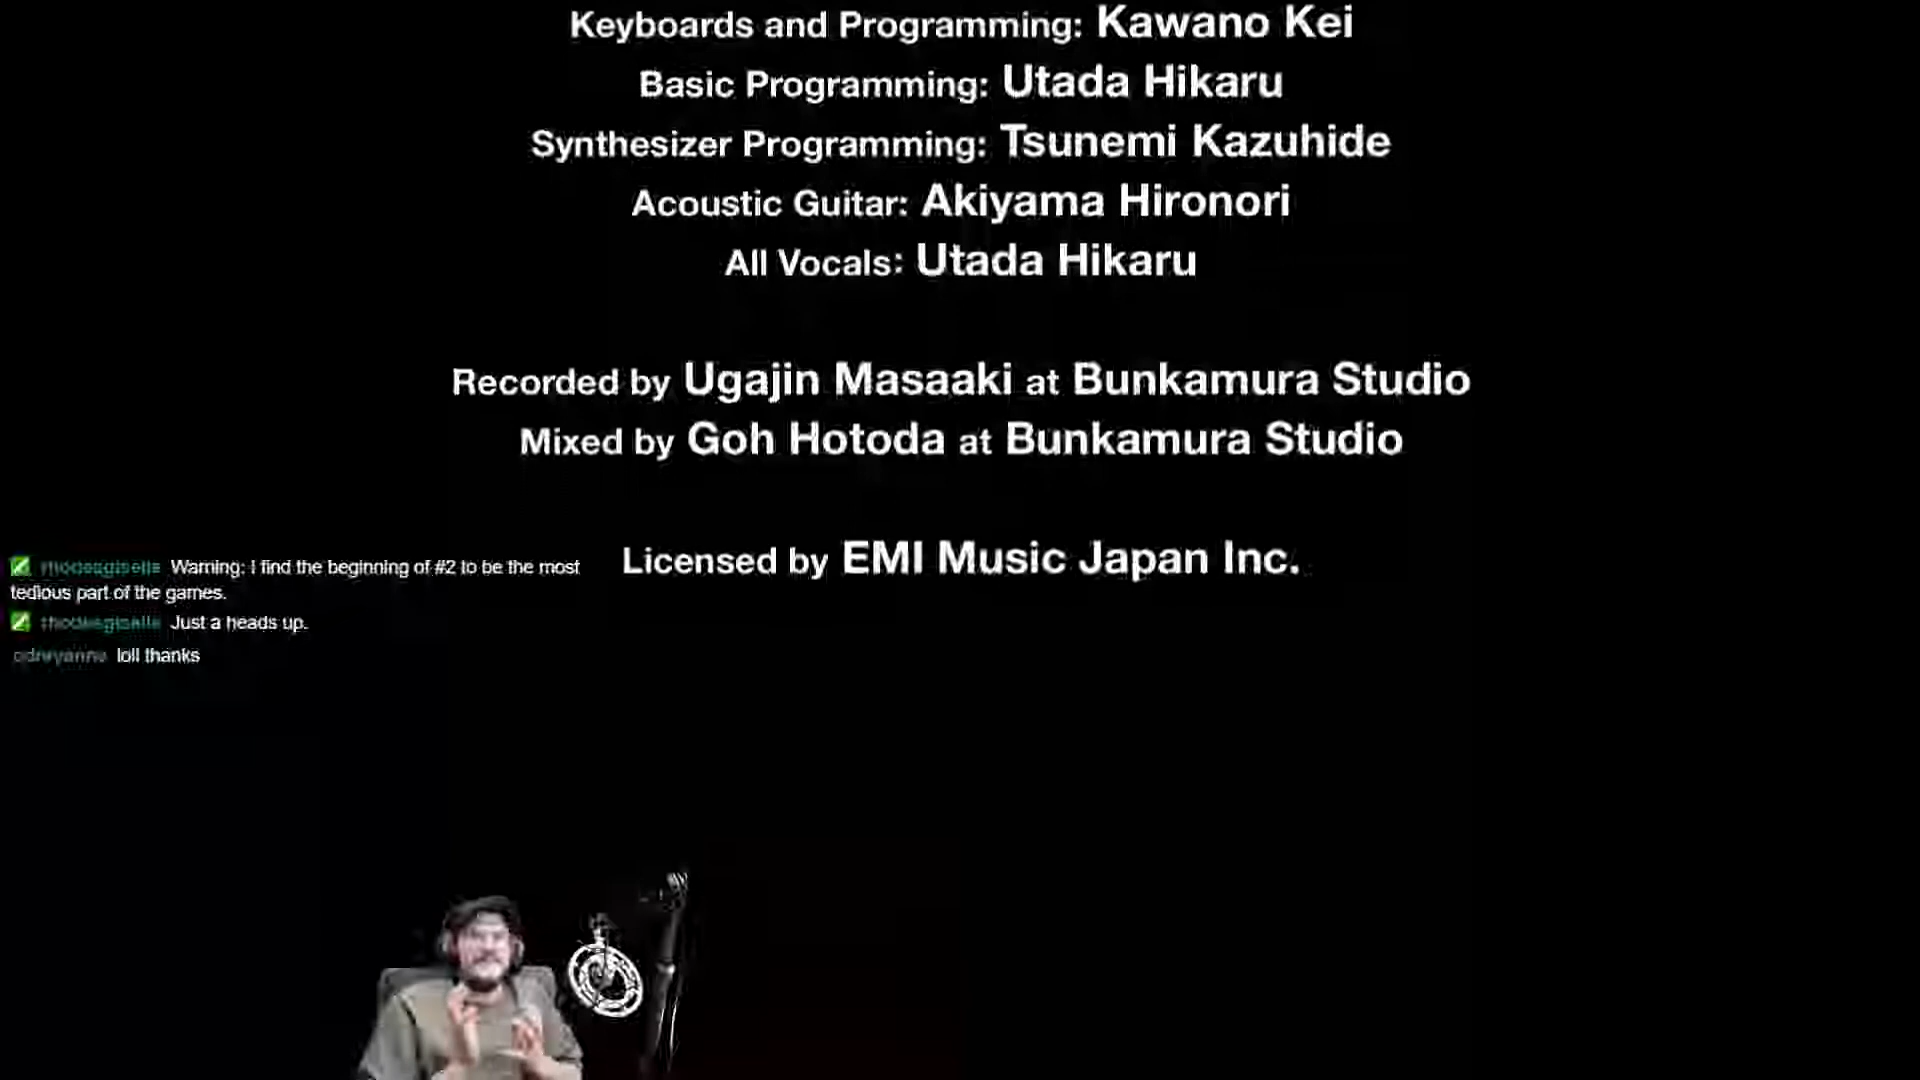 Keyboards and Programming: Kawano Kei
Basic Programming: Utada Hikaru
Synthesizer Programming: Tsunemi Kazuhide
Acoustic Guitar: Akiyama Hironori
All Vocals: Utada Hikaru
Recorded by Ugajin Masaaki at Bunkamura Studio
Mixed by Goh Hotoda at Bunkamura Studio
Licensed by EMI Music Japan Inc.
Warning: I find the beginning of #2 to be the most
tedious part of the games.
Just a heads up.
loll thanks